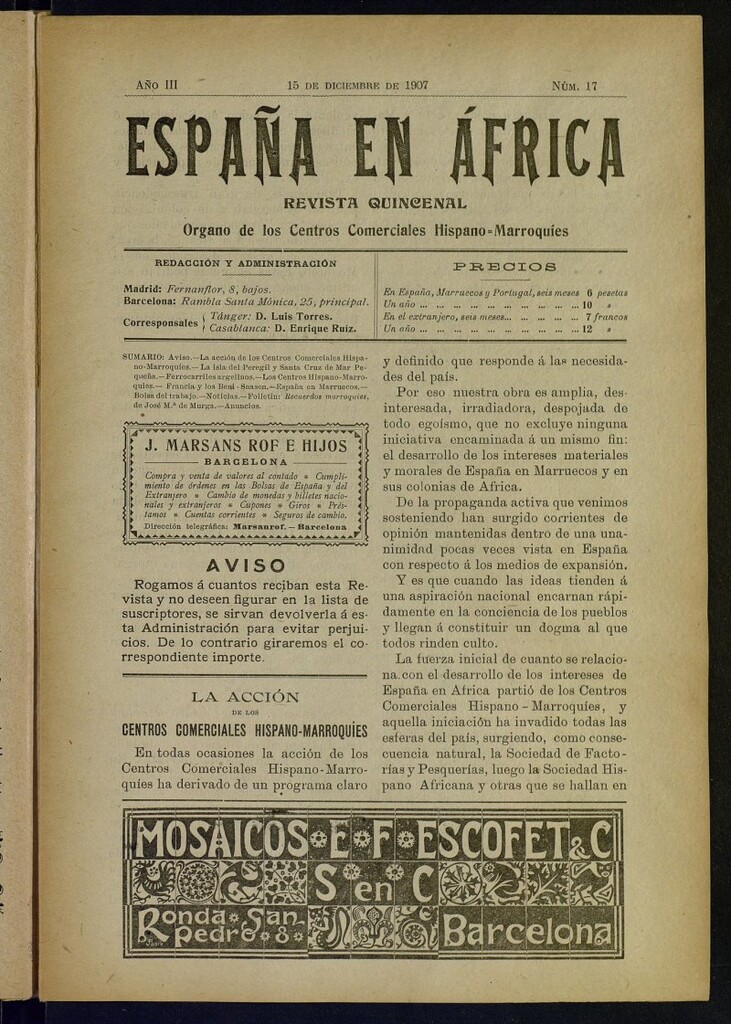 AÑO III 15 DE DICIEMBRE DE 1907 NÚM. 17
ESPAÑA EN ÁFRICA
REVISTA QUINCENAL
Organo de los Centros Comerciales Hispano=Marroquíes
REDACCIÓN Y ADMINISTRACIÓN
Madrid: Fernanflor, 8, bajos.
Barcelona: Rambla Santa Mónica, 25, principal.
Corresponsales { Tánger: D. Luis Torres.
Casablanca: D. Enrique Ruiz.
PRECIOS
En España, Marruecos y Portugal, seis meses 6 pesetas
Un año ... ... ... ... ... ... ... ... ... ... 10 »
En el extranjero, seis meses... ... ... ... ... 7 francos
Un año ... ... ... ... ... ... ... ... ... ... 12 »
SUMARIO: Aviso.—La acción de los Centros Comerciales Hispa-
no-Marroquíes.—La isla del Peregil y Santa Cruz de Mar Pe-
queña.—Ferrocarriles argelinos.—Los Centros Hispano-Marro-
quíes.— Francia y los Beni-Snassen.—España en Marruecos.—
Bolsa del trabajo.—Noticias.—Folletín: Recuerdos marroquíes,
de José M.ª de Murga.—Anuncios.
J. MARSANS ROF E HIJOS
BARCELONA
Compra y venta de valores al contado * Cumpli-
miento de órdenes en las Bolsas de España y del
Extranjero * Cambio de monedas y billetes nacio-
nales y extranjeros * Cupones * Giros * Prés-
tamos * Cuentas corrientes * Seguros de cambio.
Dirección telegráfica: Marsanrof. — Barcelona
AVISO
Rogamos á cuantos reciban esta Re-
vista y no deseen figurar en la lista de
suscriptores, se sirvan devolverla á es-
ta Administración para evitar perjui-
cios. De lo contrario giraremos el co-
rrespondiente importe.
LA ACCIÓN
DE LOS
CENTROS COMERCIALES HISPANO-MARROQUÍES
En todas ocasiones la acción de los
Centros Comerciales Hispano-Marro-
quíes ha derivado de un programa claro
y definido que responde á las necesida-
des del país.
Por eso nuestra obra es amplia, des-
interesada, irradiadora, despojada de
todo egoísmo, que no excluye ninguna
iniciativa encaminada á un mismo fin:
el desarrollo de los intereses materiales
y morales de España en Marruecos y en
sus colonias de Africa.
De la propaganda activa que venimos
sosteniendo han surgido corrientes de
opinión mantenidas dentro de una una-
nimidad pocas veces vista en España
con respecto á los medios de expansión.
Y es que cuando las ideas tienden á
una aspiración nacional encarnan rápi-
damente en la conciencia de los pueblos
y llegan á constituir un dogma al que
todos rinden culto.
La fuerza inicial de cuanto se relacio-
na con el desarrollo de los intereses de
España en Africa partió de los Centros
Comerciales Hispano-Marroquíes, y
aquella iniciación ha invadido todas las
esferas del país, surgiendo, como conse-
cuencia natural, la Sociedad de Facto-
rías y Pesquerías, luego la Sociedad His-
pano Africana y otras que se hallan en
MOSAICOS * E * F * ESCOFET & C
S en C
Ronda * San
Pedro * 8 *
Barcelona